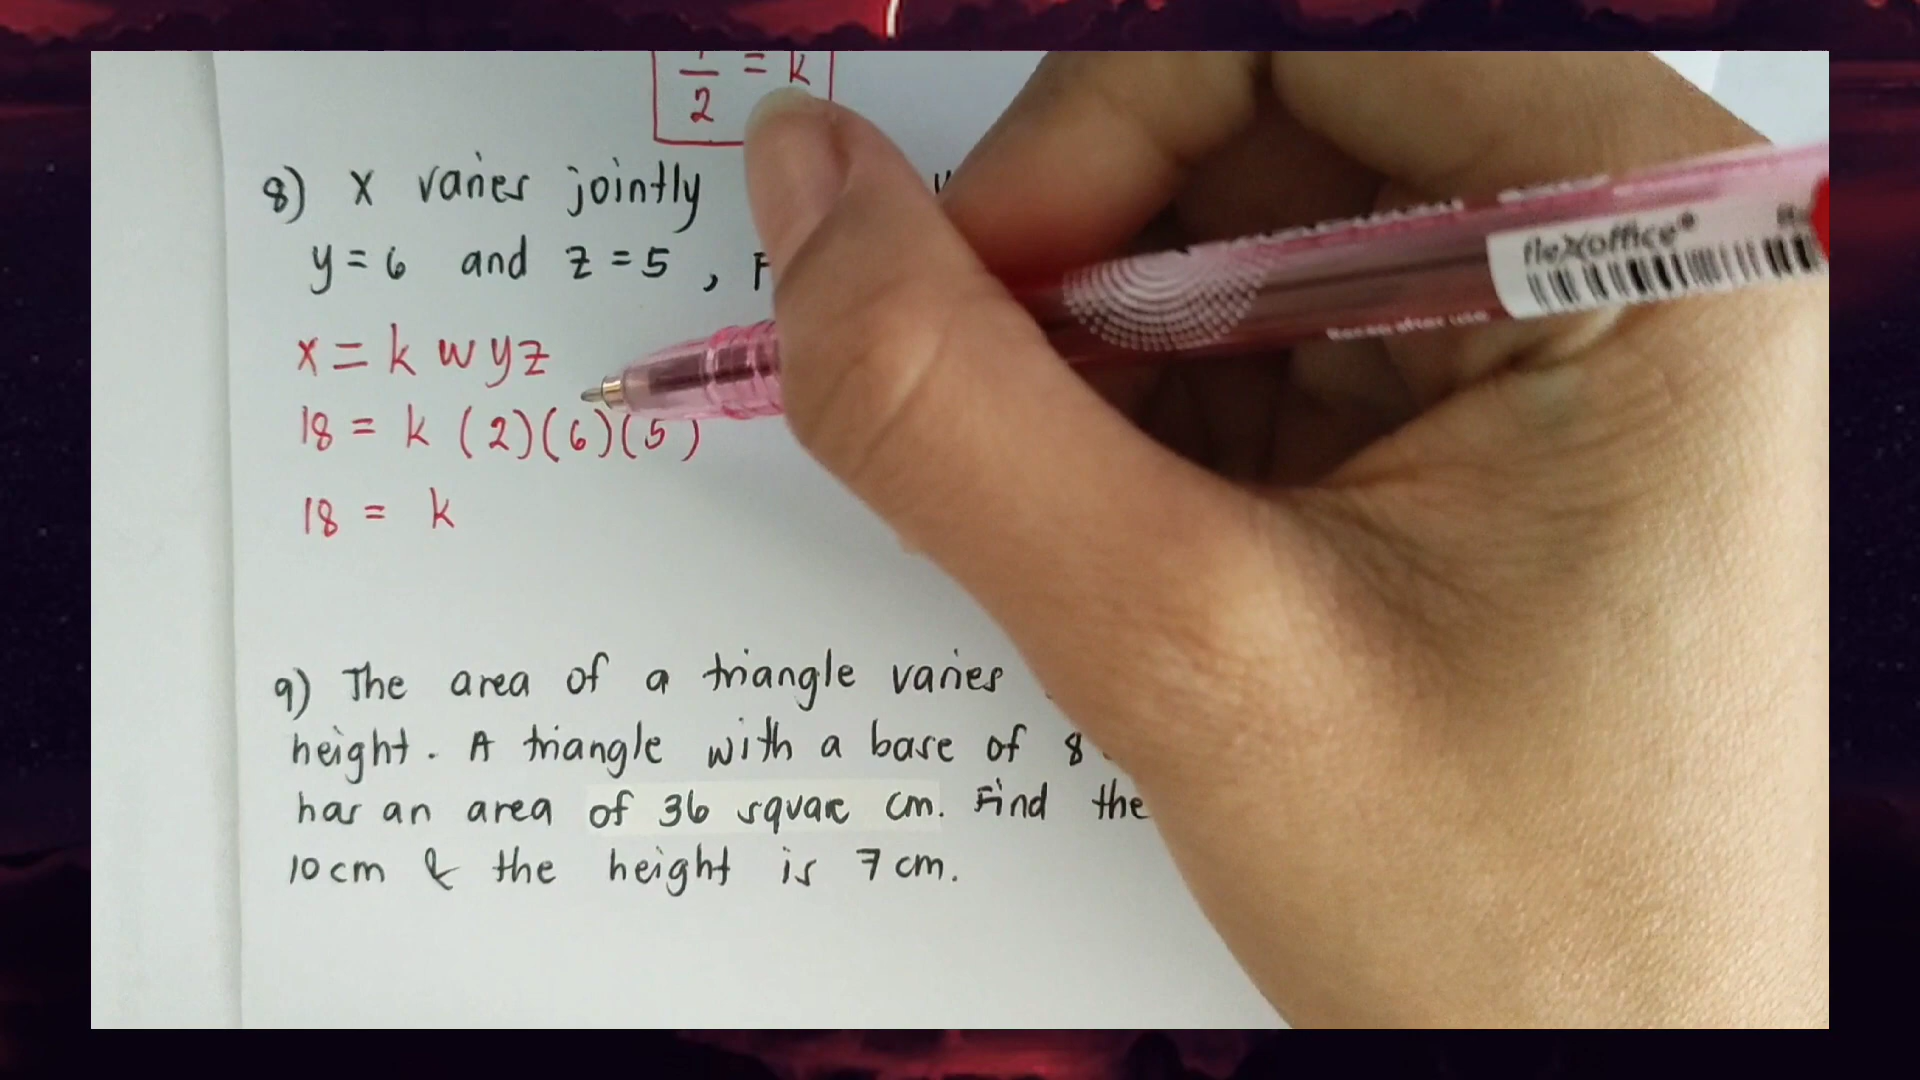 1/2 = k
8) x varies jointly w
y = 6 and z = 5 , F
x = k w y z
18 = k (2)(6)(5)
18 = k
9) The area of a triangle varies
height. A triangle with a base of 8
has an area of 36 square cm. Find the
10 cm & the height is 7 cm.
fleXoffice®